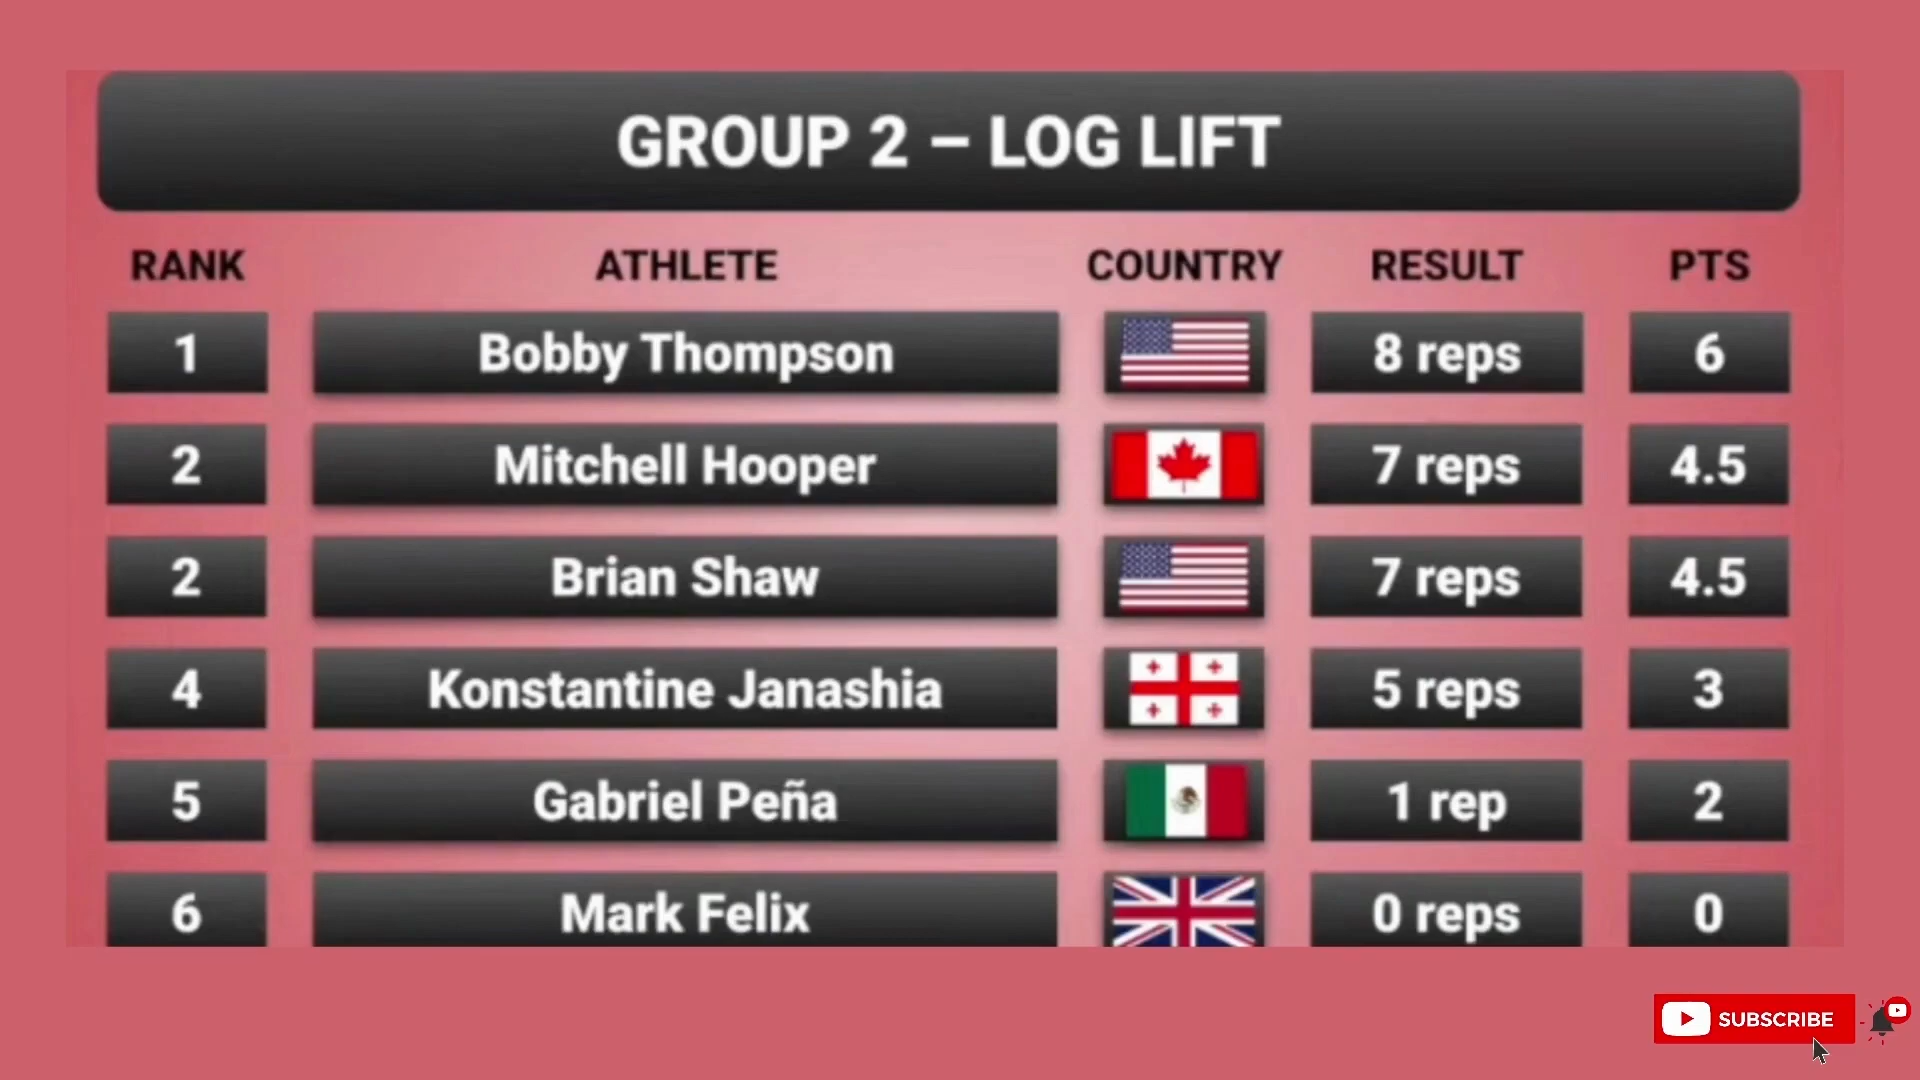 GROUP 2 – LOG LIFT
RANK ATHLETE COUNTRY RESULT PTS
1 Bobby Thompson 8 reps 6
2 Mitchell Hooper 7 reps 4.5
2 Brian Shaw 7 reps 4.5
4 Konstantine Janashia 5 reps 3
5 Gabriel Peña 1 rep 2
6 Mark Felix 0 reps 0
SUBSCRIBE